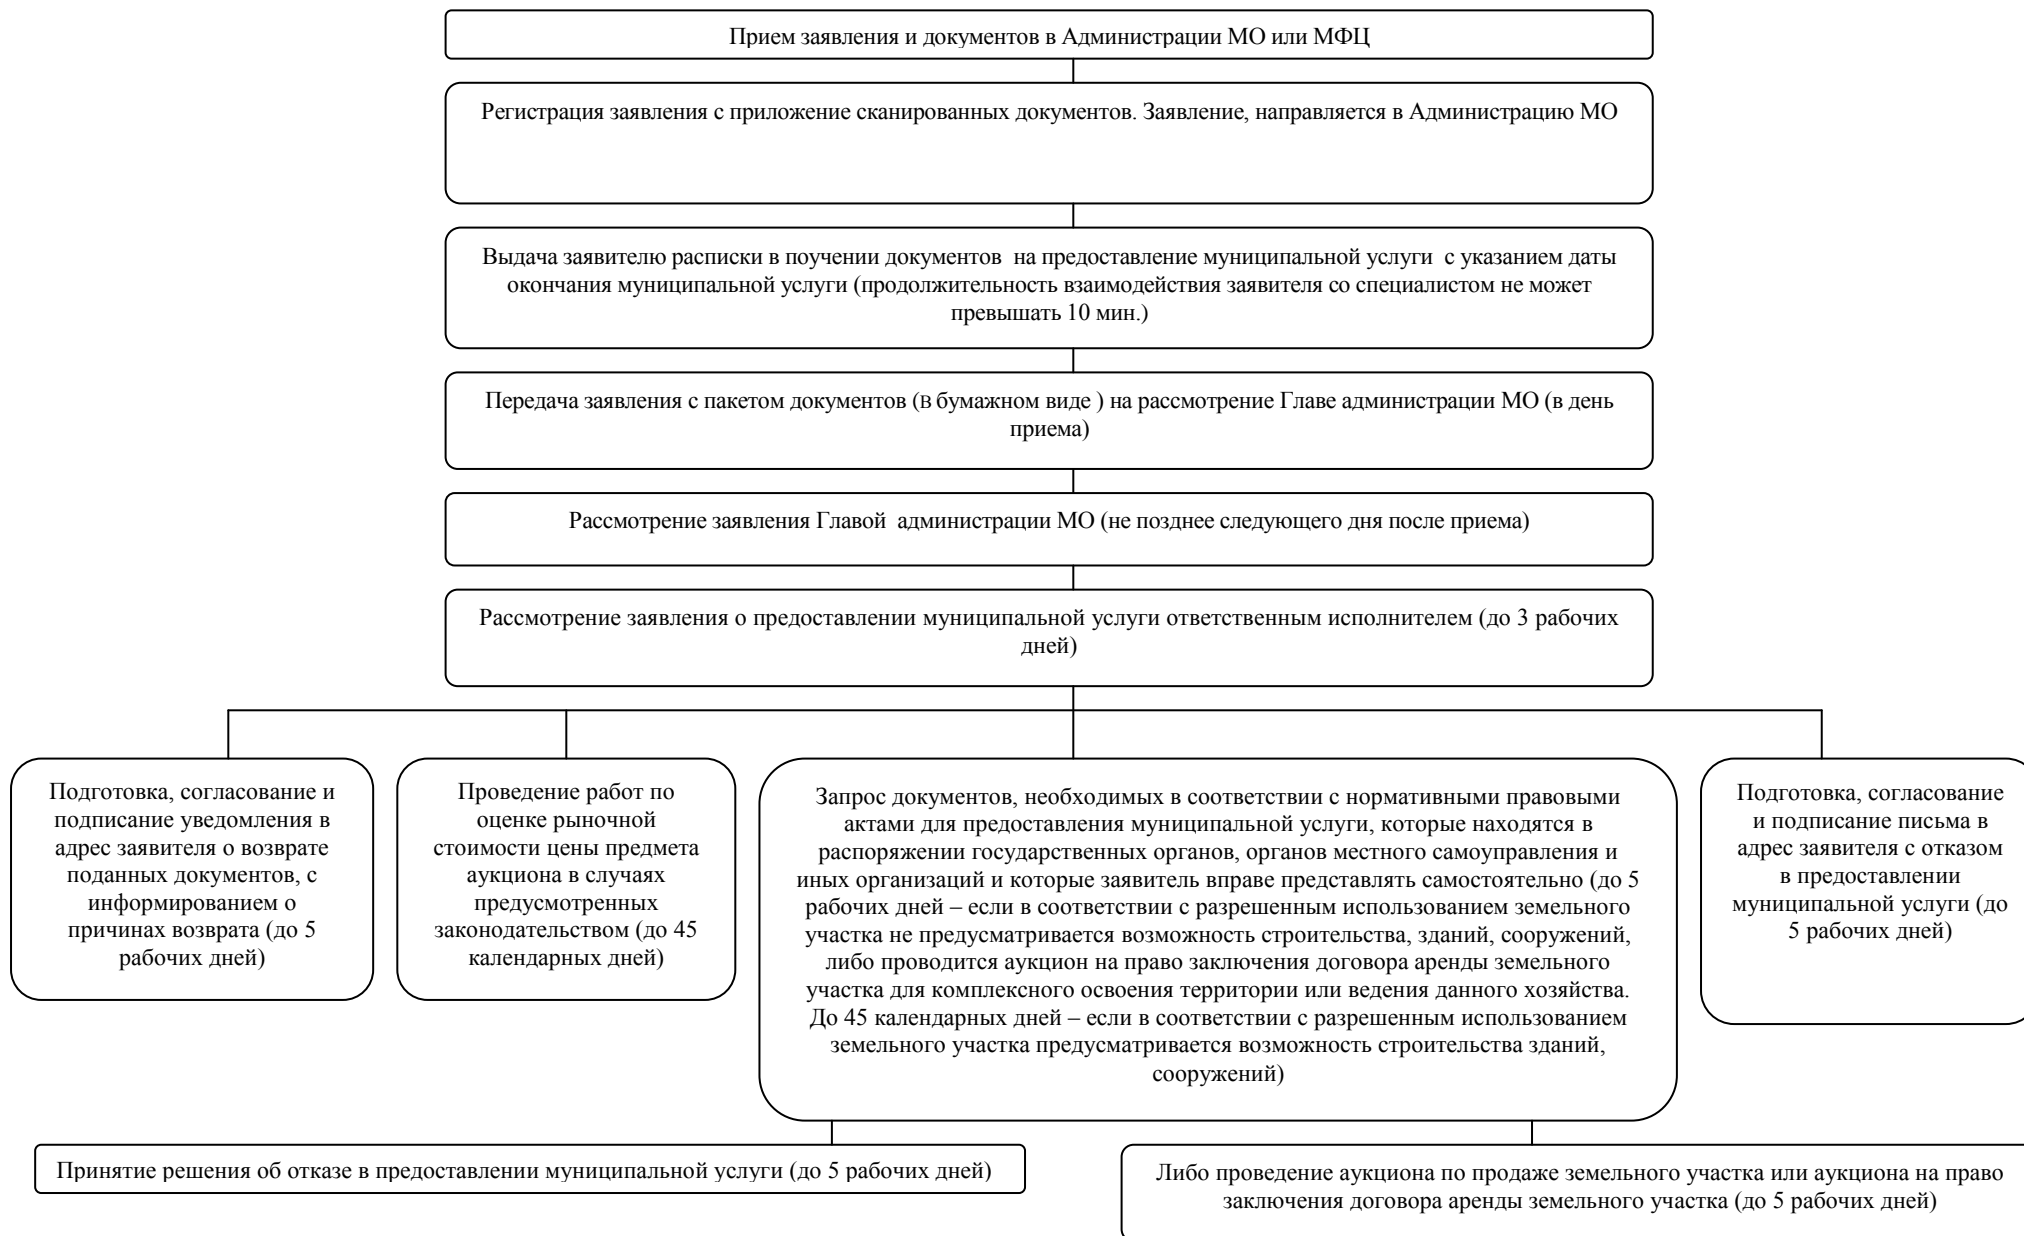 Прием заявления и документов в Администрации МО или МФЦ
Регистрация заявления с приложение сканированных документов. Заявление, направляется в Администрацию МО
Выдача заявителю расписки в поучении документов на предоставление муниципальной услуги с указанием даты
окончания муниципальной услуги (продолжительность взаимодействия заявителя со специалистом не может
превышать 10 мин.)
Передача заявления с пакетом документов (в бумажном виде ) на рассмотрение Главе администрации МО (в день
приема)
Рассмотрение заявления Главой администрации МО (не позднее следующего дня после приема)
Рассмотрение заявления о предоставлении муниципальной услуги ответственным исполнителем (до 3 рабочих
дней)
Подготовка, согласование и
подписание уведомления в
адрес заявителя о возврате
поданных документов, с
информированием о
причинах возврата (до 5
рабочих дней)
Проведение работ по
оценке рыночной
стоимости цены предмета
аукциона в случаях
предусмотренных
законодательством (до 45
календарных дней)
Запрос документов, необходимых в соответствии с нормативными правовыми
актами для предоставления муниципальной услуги, которые находятся в
распоряжении государственных органов, органов местного самоуправления и
иных организаций и которые заявитель вправе представлять самостоятельно (до 5
рабочих дней – если в соответствии с разрешенным использованием земельного
участка не предусматривается возможность строительства, зданий, сооружений,
либо проводится аукцион на право заключения договора аренды земельного
участка для комплексного освоения территории или ведения данного хозяйства.
До 45 календарных дней – если в соответствии с разрешенным использованием
земельного участка предусматривается возможность строительства зданий,
сооружений)
Подготовка, согласование
и подписание письма в
адрес заявителя с отказом
в предоставлении
муниципальной услуги (до
5 рабочих дней)
Принятие решения об отказе в предоставлении муниципальной услуги (до 5 рабочих дней)
Либо проведение аукциона по продаже земельного участка или аукциона на право
заключения договора аренды земельного участка (до 5 рабочих дней)